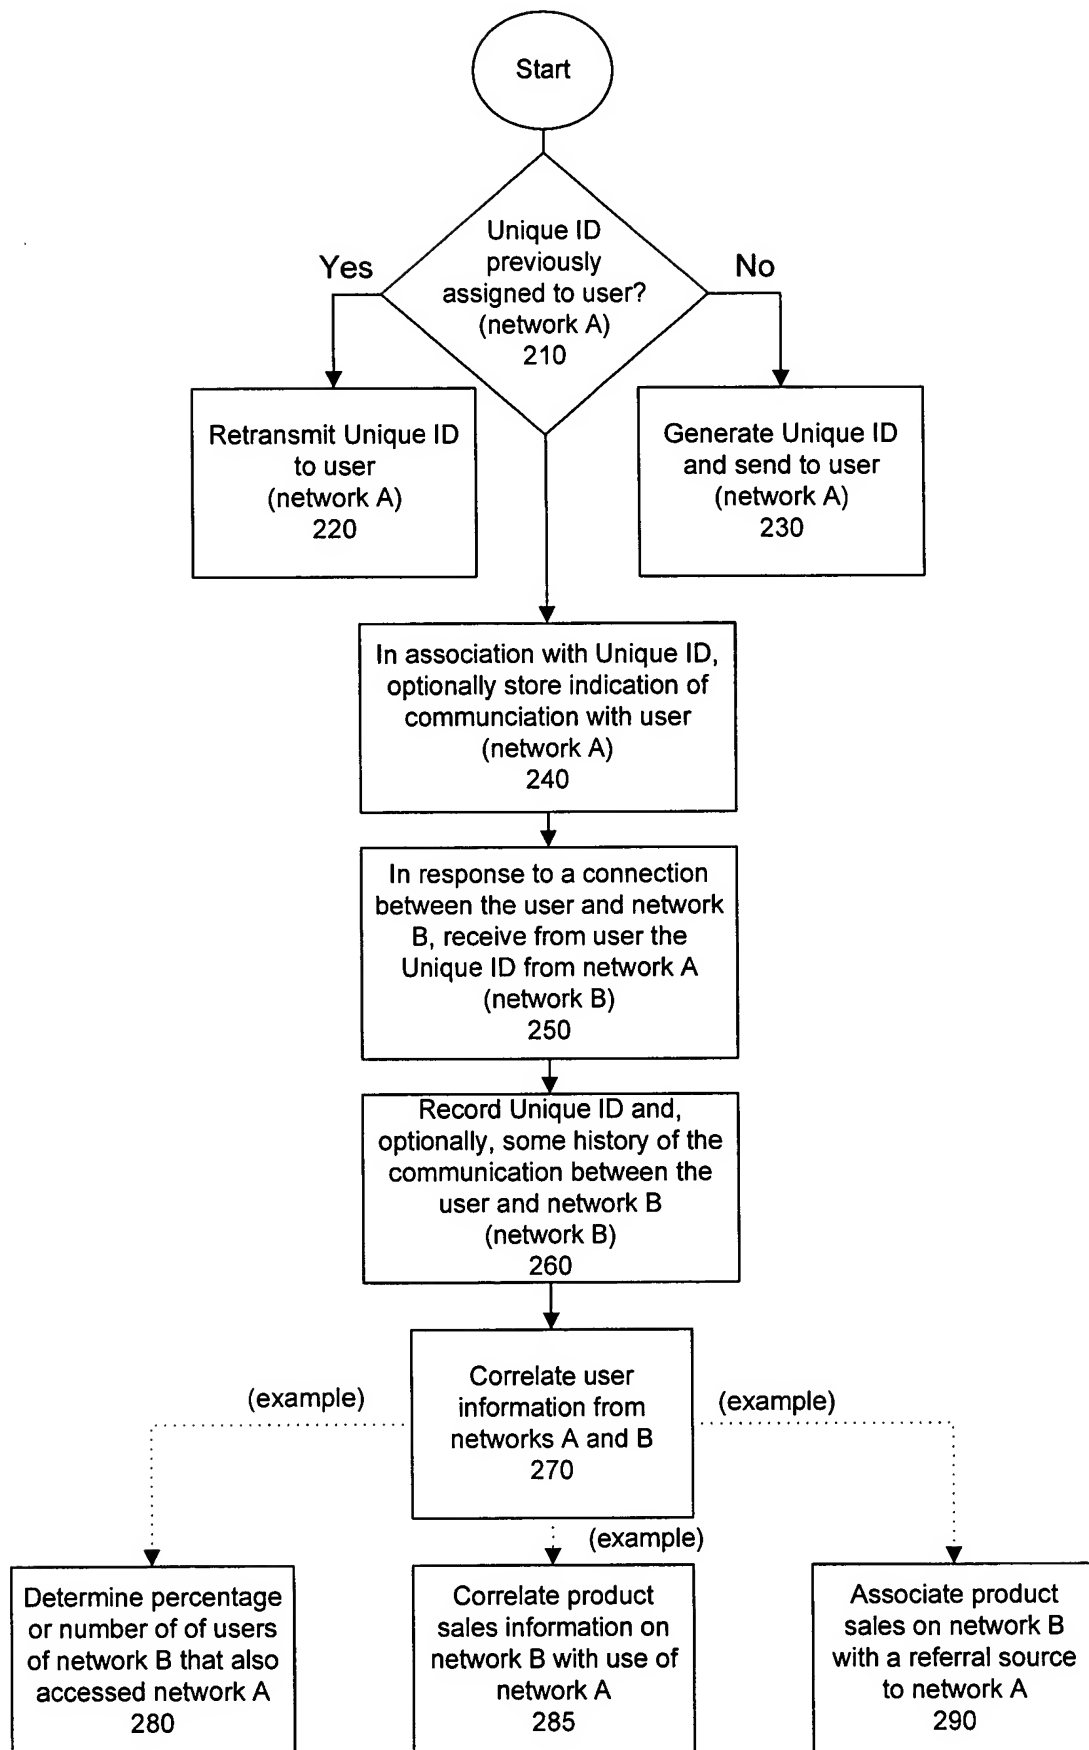 Start
Unique ID
previously
assigned to user?
(network A)
210
Yes
No
Retransmit Unique ID
to user
(network A)
220
Generate Unique ID
and send to user
(network A)
230
In association with Unique ID,
optionally store indication of
communciation with user
(network A)
240
In response to a connection
between the user and network
B, receive from user the
Unique ID from network A
(network B)
250
Record Unique ID and,
optionally, some history of the
communication between the
user and network B
(network B)
260
Correlate user
information from
networks A and B
270
(example)
(example)
(example)
Determine percentage
or number of of users
of network B that also
accessed network A
280
Correlate product
sales information on
network B with use of
network A
285
Associate product
sales on network B
with a referral source
to network A
290